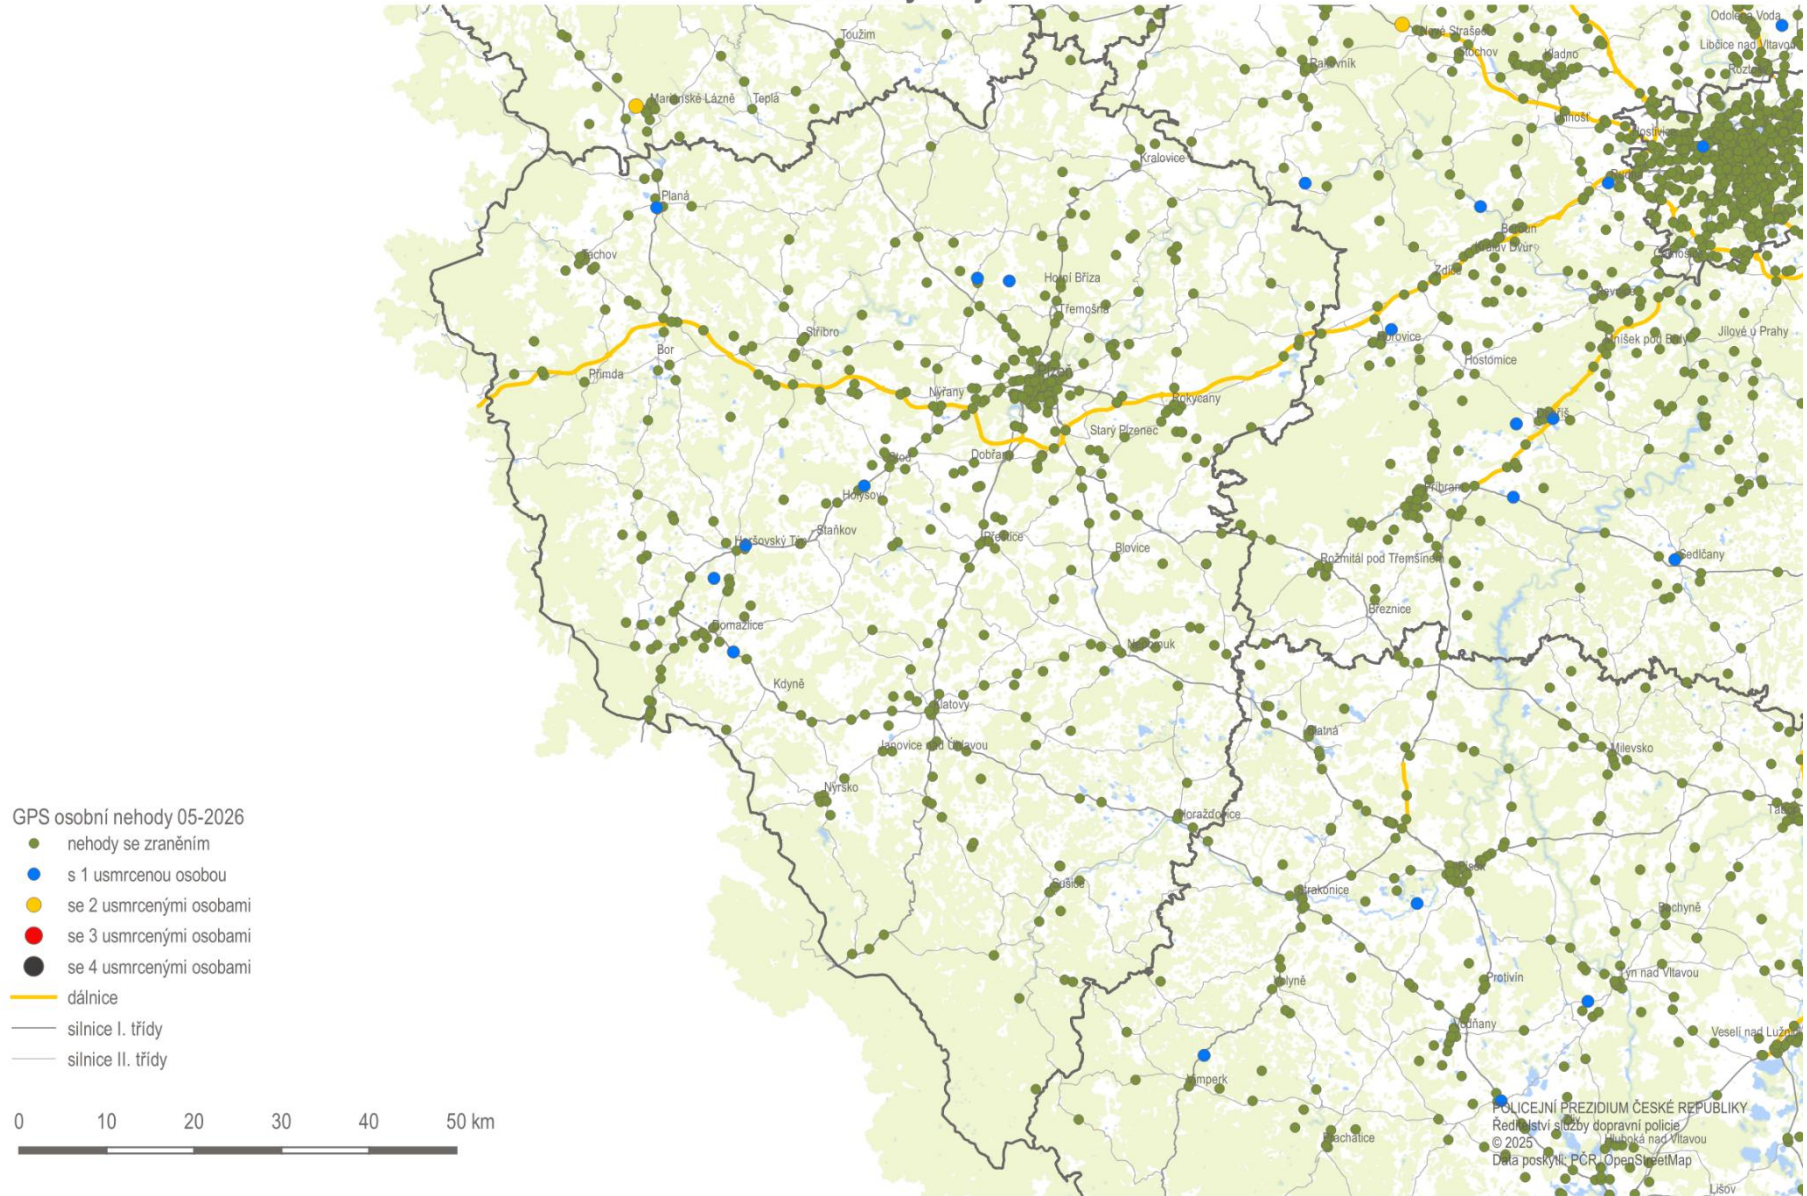 Toužim
Nové Strašecí
Stochov
Kladno
Odolena Voda
Libčice nad Vltavou
Rakovník
Mariánské Lázně
Teplá
Unhošť
Hostivice
Kralovice
Planá
Beroun
Králův Dvůr
Tachov
Zdice
Horní Bříza
Třemošná
Stříbro
Hořovice
Mníšek pod Brdy
Jílové u Prahy
Bor
Hostomice
Přimda
Plzeň
Nýřany
Rokycany
Starý Plzenec
Dobřany
Stod
Holýšov
Příbram
Staňkov
Horšovský Týn
Přeštice
Blovice
Rožmitál pod Třemšínem
Sedlčany
Březnice
Domažlice
Nepomuk
Kdyně
Klatovy
Janovice nad Úhlavou
Blatná
Milevsko
Nýrsko
Horažďovice
Písek
Sušice
Strakonice
Bechyně
Volyně
Protivín
Týn nad Vltavou
Vodňany
Veselí nad Lužnicí
Vimperk
Prachatice
Hluboká nad Vltavou
Lišov
GPS osobní nehody 05-2026
nehody se zraněním
s 1 usmrcenou osobou
se 2 usmrcenými osobami
se 3 usmrcenými osobami
se 4 usmrcenými osobami
dálnice
silnice I. třídy
silnice II. třídy
0 10 20 30 40 50 km
POLICEJNÍ PREZIDIUM ČESKÉ REPUBLIKY
Ředitelství služby dopravní policie
© 2025
Data poskytli: PČR, OpenStreetMap